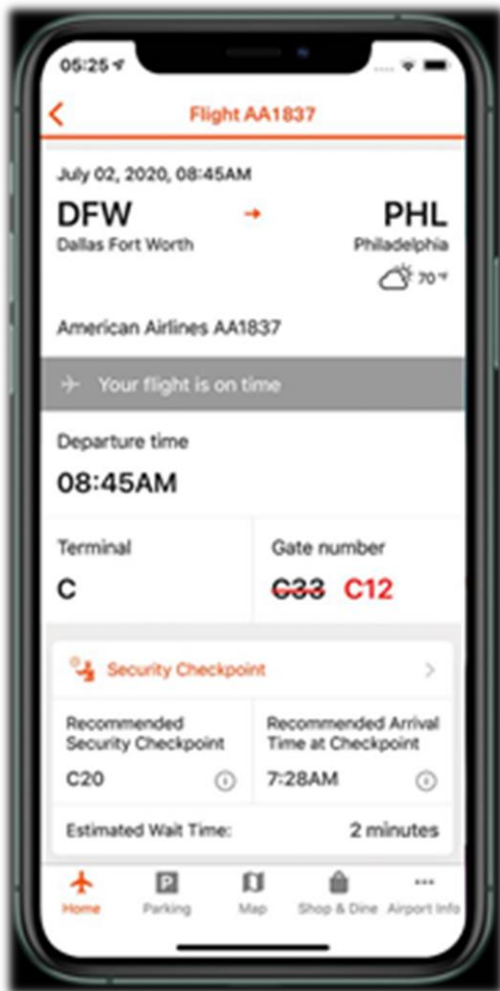 05:25
Flight AA1837
July 02, 2020, 08:45AM
DFW
PHL
Dallas Fort Worth
Philadelphia
70 °F
American Airlines AA1837
Your flight is on time
Departure time
08:45AM
Terminal
Gate number
C
C33 C12
Security Checkpoint
Recommended
Security Checkpoint
Recommended Arrival
Time at Checkpoint
C20
7:28AM
Estimated Wait Time:
2 minutes
Home
Parking
Map
Shop & Dine
Airport Info